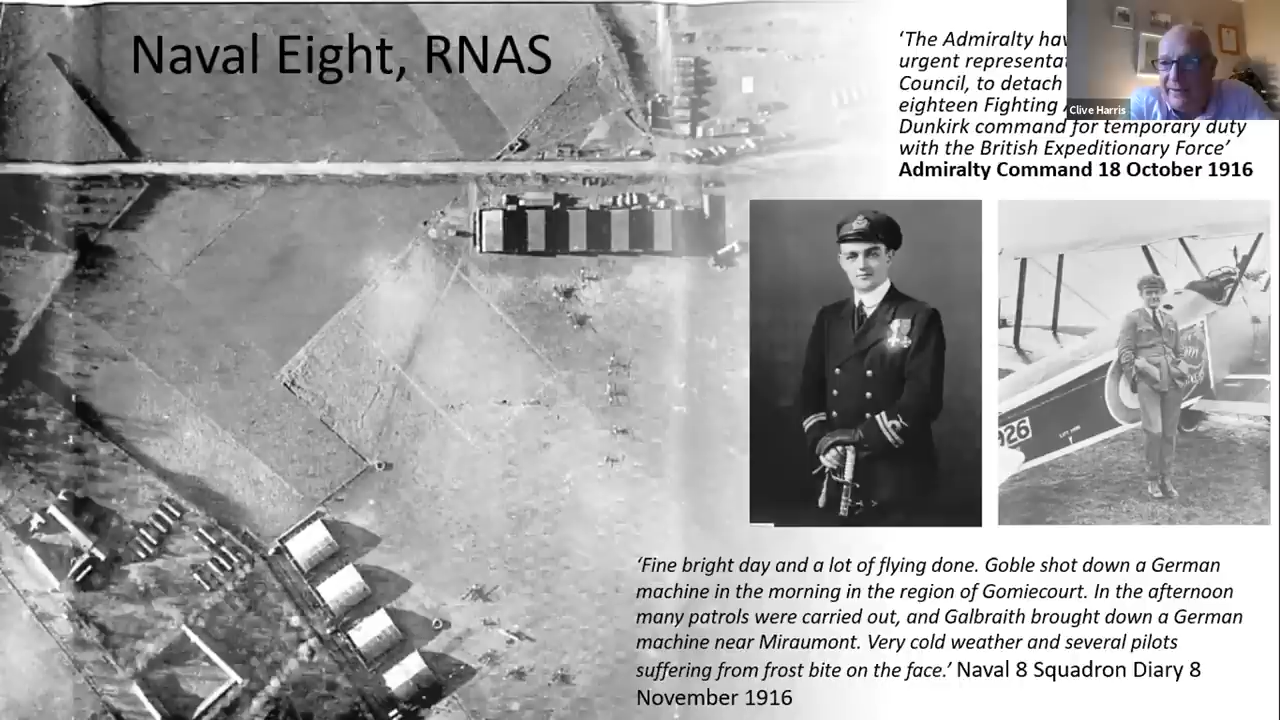 Naval Eight, RNAS
‘The Admiralty
urgent
Council, to detach
eighteen Fighting
Clive Harris
Dunkirk command for temporary duty
with the British Expeditionary Force’
Admiralty Command 18 October 1916
926
‘Fine bright day and a lot of flying done. Goble shot down a German
machine in the morning in the region of Gomiecourt. In the afternoon
many patrols were carried out, and Galbraith brought down a German
machine near Miraumont. Very cold weather and several pilots
suffering from frost bite on the face.’ Naval 8 Squadron Diary 8
November 1916